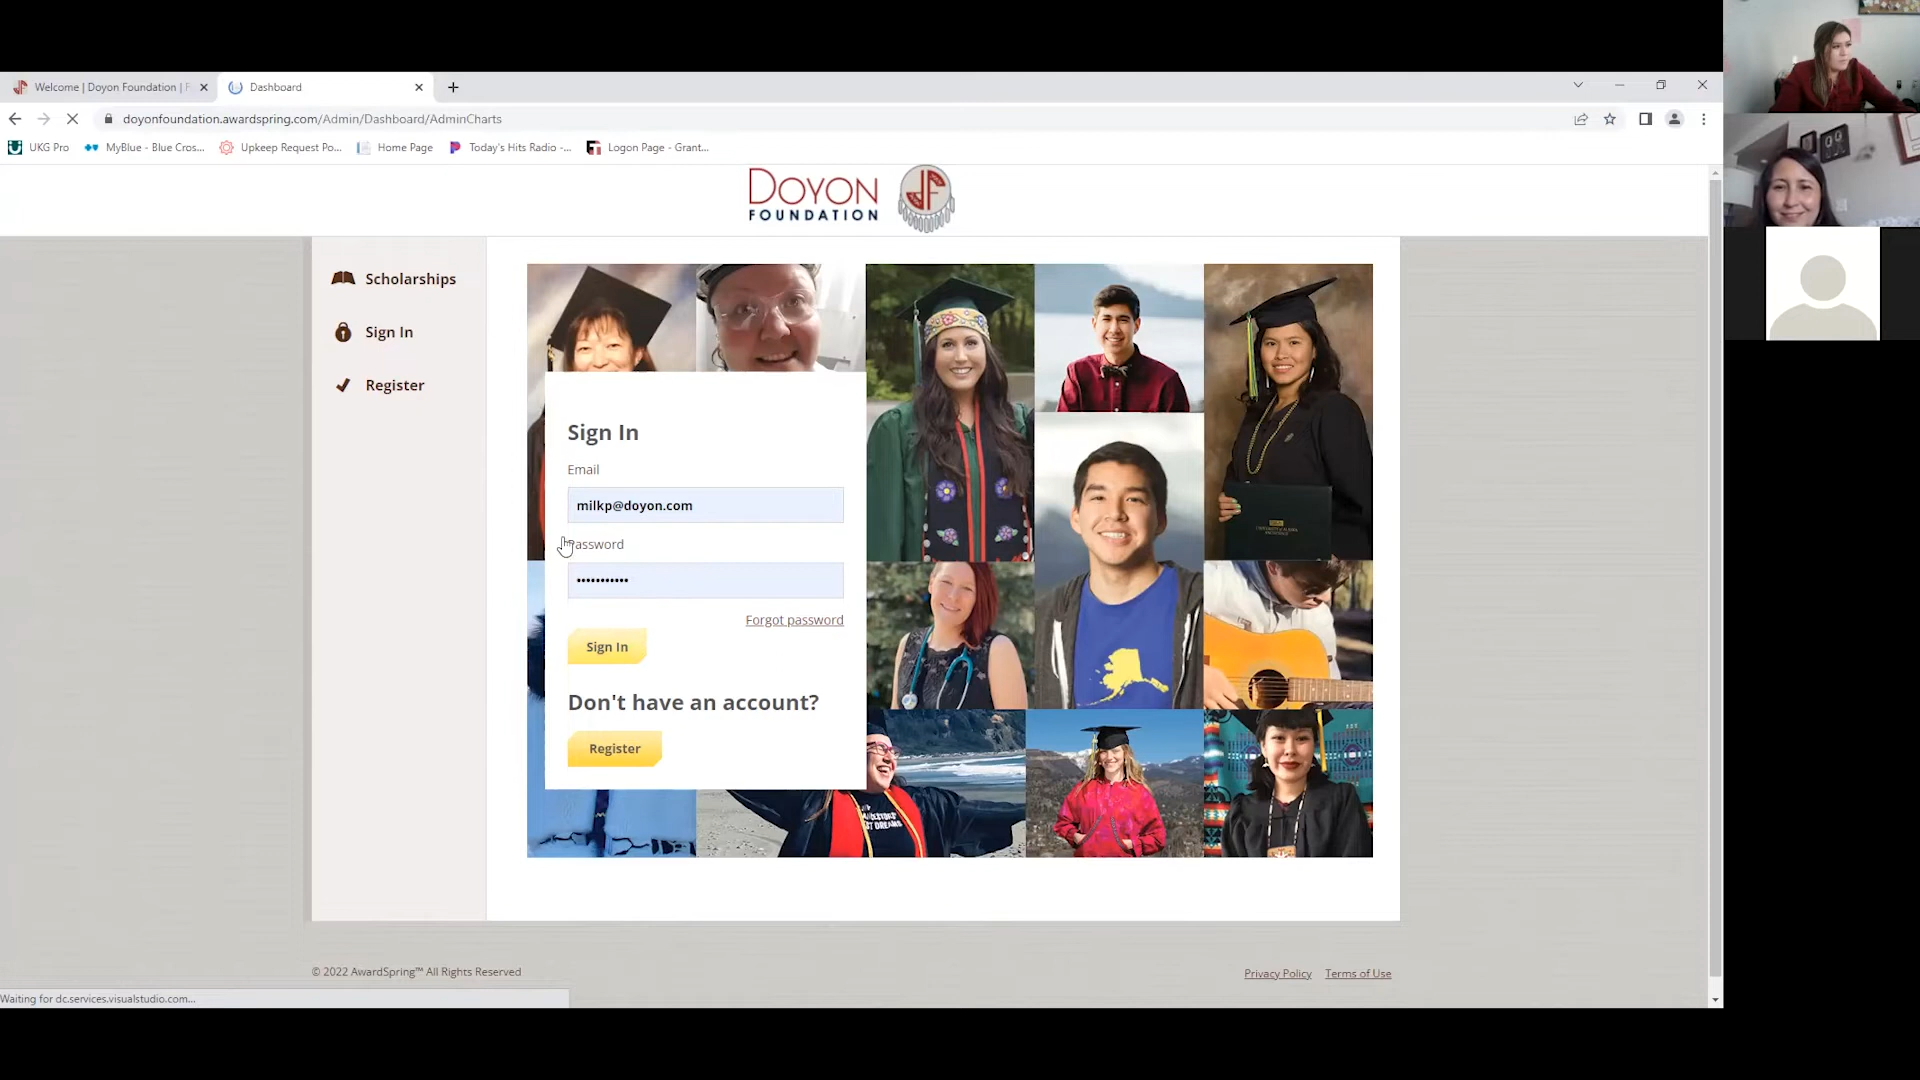 Welcome | Doyon Foundation | F
Dashboard
doyonfoundation.awardspring.com/Admin/Dashboard/AdminCharts
UKG Pro
MyBlue - Blue Cros...
Upkeep Request Po...
Home Page
Today's Hits Radio -...
Logon Page - Grant...
DOYON
FOUNDATION
Scholarships
Sign In
Register
Sign In
Email
milkp@doyon.com
Password
•••••••••••
Forgot password
Sign In
Don't have an account?
Register
© 2022 AwardSpring™ All Rights Reserved
Privacy Policy
Terms of Use
Waiting for dc.services.visualstudio.com...